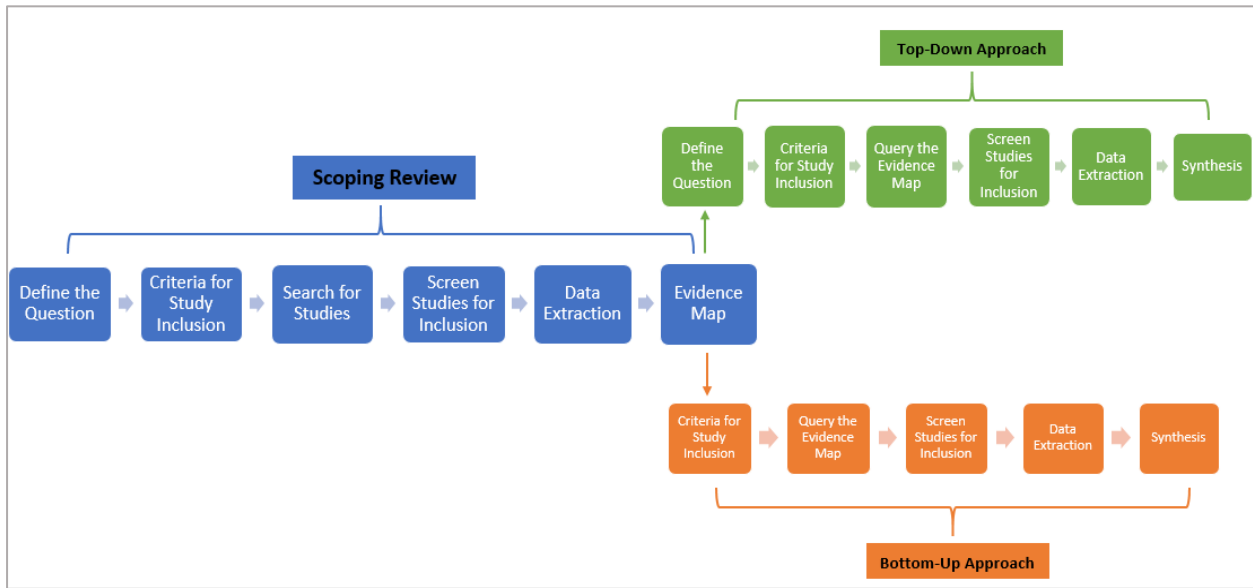 Top-Down Approach
Define
the
Question
Criteria
for Study
Inclusion
Query the
Evidence
Map
Screen
Studies
for
Inclusion
Data
Extraction
Synthesis
Scoping Review
Define the
Question
Criteria for
Study
Inclusion
Search for
Studies
Screen
Studies for
Inclusion
Data
Extraction
Evidence
Map
Criteria for
Study
Inclusion
Query the
Evidence
Map
Screen
Studies for
Inclusion
Data
Extraction
Synthesis
Bottom-Up Approach